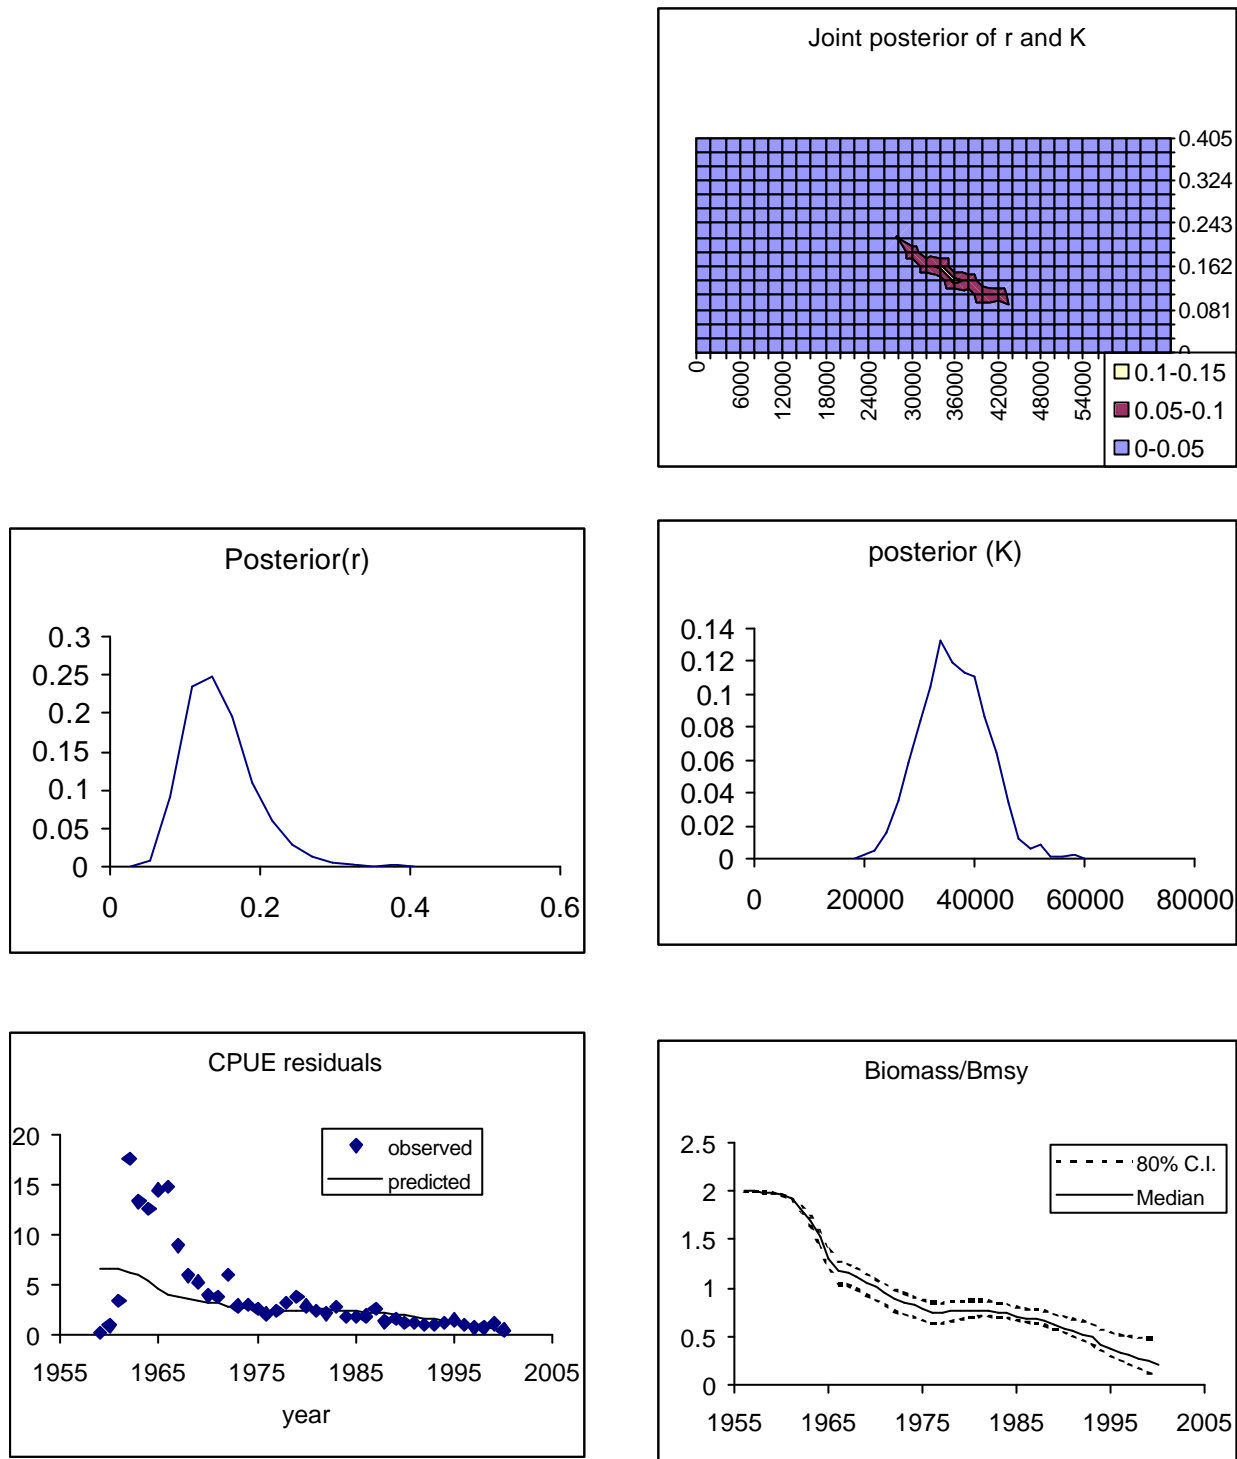 Joint posterior of r and K
0.405
0.324
0.243
0.162
0.081
0
0 6000 12000 18000 24000 30000 36000 42000 48000 54000
0.1-0.15
0.05-0.1
0-0.05
Posterior(r)
0.3
0.25
0.2
0.15
0.1
0.05
0
0 0.2 0.4 0.6
posterior (K)
0.14
0.12
0.1
0.08
0.06
0.04
0.02
0
0 20000 40000 60000 80000
CPUE residuals
20
15
10
5
0
observed
predicted
1955 1965 1975 1985 1995 2005
year
Biomass/Bmsy
2.5
2
1.5
1
0.5
0
80% C.I.
Median
1955 1965 1975 1985 1995 2005